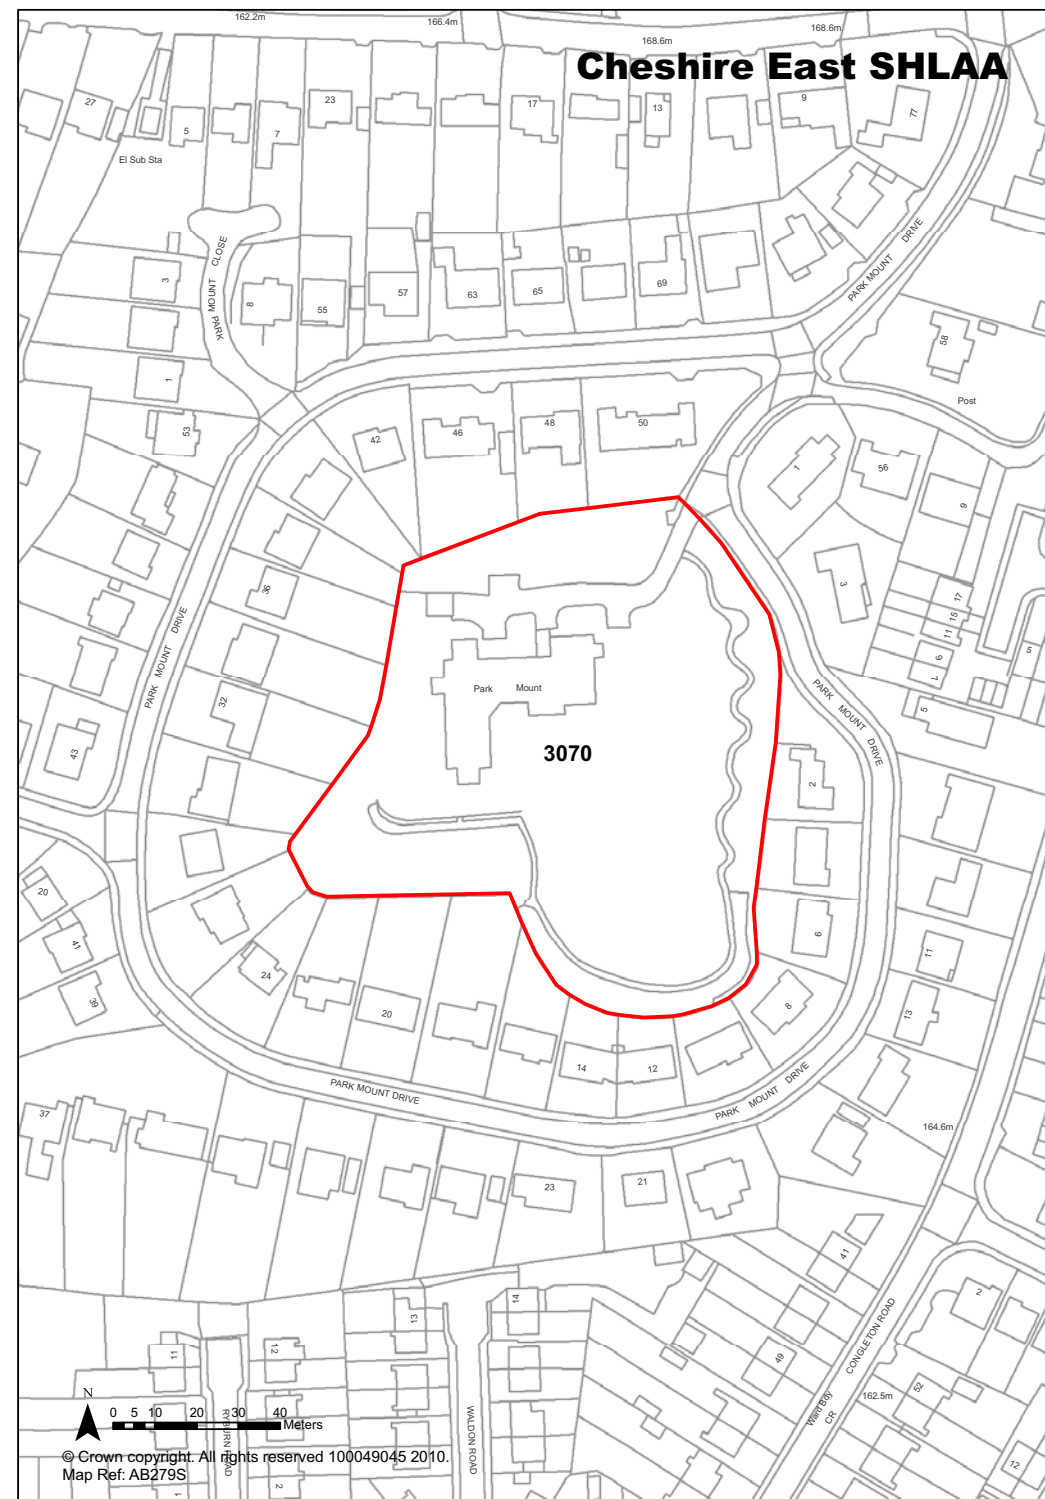 162.2m
166.4m
168.6m
168.6m
Cheshire East SHLAA
27
5
7
23
17
13
9
77
El Sub Sta
3
MOUNT PARK
CLOSE
8
55
57
63
65
69
PARK MOUNT DRIVE
58
Post
1
53
42
46
48
50
1
56
9
36
3
17
15
11
9
1
5
5
PARK MOUNT DRIVE
32
Park Mount
PARK MOUNT DRIVE
43
3070
2
20
41
39
24
20
6
8
11
13
14
12
PARK MOUNT DRIVE
PARK MOUNT DRIVE
164.6m
37
23
21
41
2
13
14
11
12
49
CONGLETON ROAD
52
162.5m
Ward Bdy
CR
N
0 5 10 20 30 40
Meters
RYBURN ROAD
WALDON ROAD
12
© Crown copyright. All rights reserved 100049045 2010.
Map Ref: AB279S
1
2